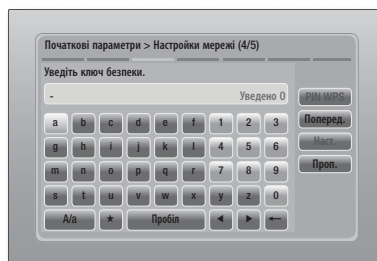 Початкові параметри > Настройки мережі (4/5)
Уведіть ключ безпеки.
- Уведено 0 PIN WPS
a b c d e f 1 2 3 Поперед.
g h i j k l 4 5 6 Наст.
m n o p q r 7 8 9 Проп.
s t u v w x y z 0
A/a ★ Пробіл ◄ ► ←